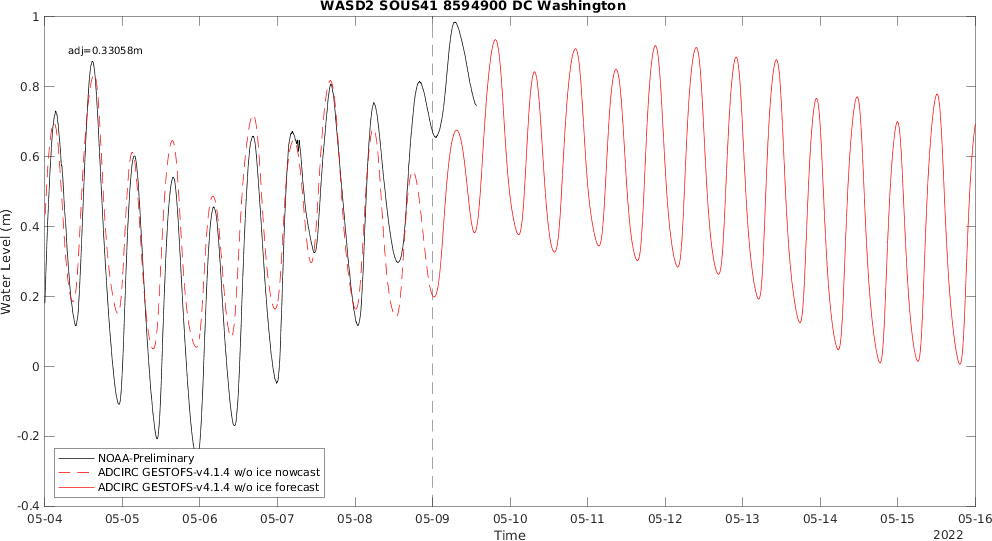 WASD2 SOUS41 8594900 DC Washington
adj=0.33058m
1
0.8
0.6
0.4
0.2
0
-0.2
-0.4
Water Level (m)
NOAA-Preliminary
ADCIRC GESTOFS-v4.1.4 w/o ice nowcast
ADCIRC GESTOFS-v4.1.4 w/o ice forecast
05-04 05-05 05-06 05-07 05-08 05-09 05-10 05-11 05-12 05-13 05-14 05-15 05-16
Time
2022